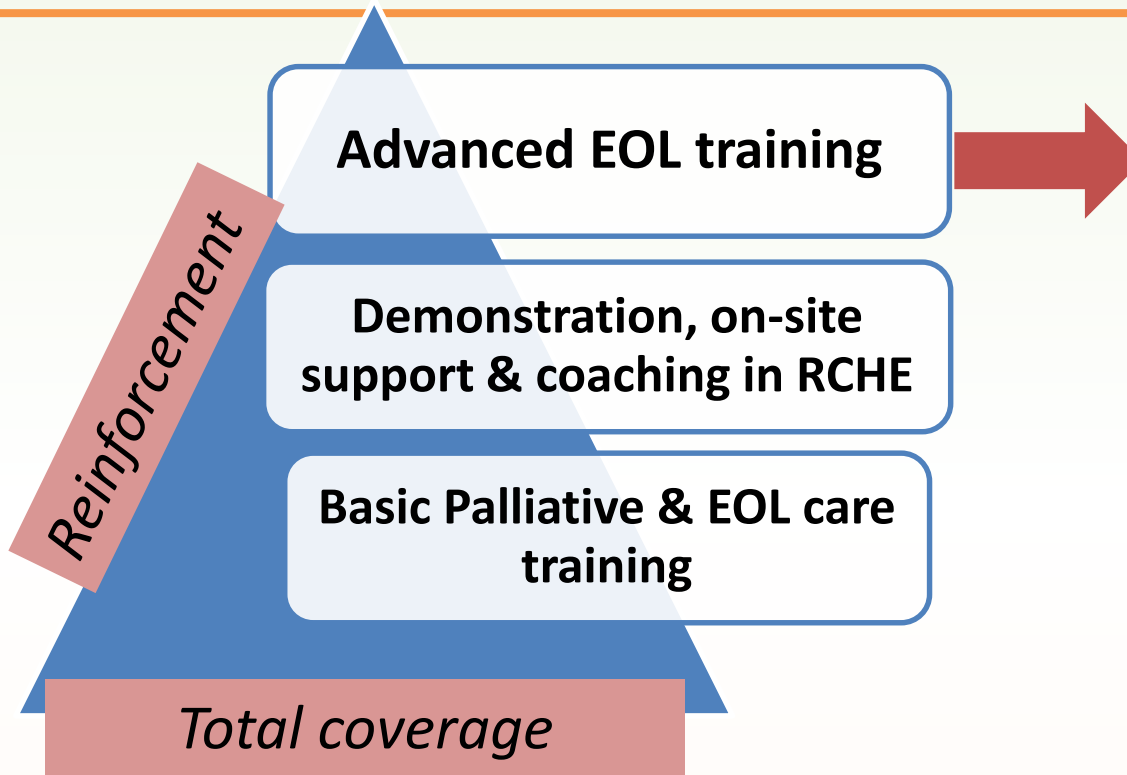 Advanced EOL training
Reinforcement
Demonstration, on-site
support & coaching in RCHE
Basic Palliative & EOL care
training
Total coverage